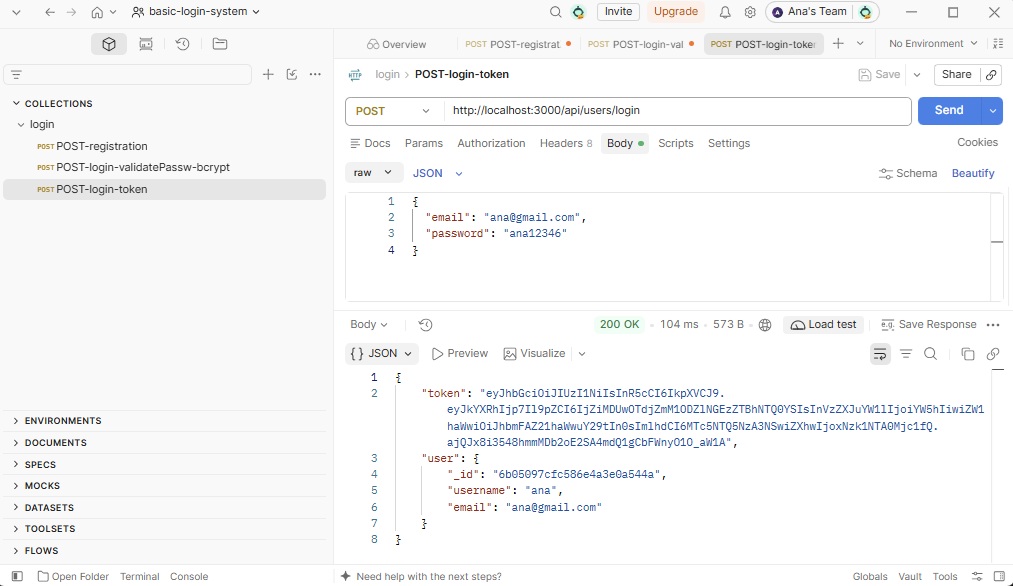 basic-login-system
Invite
Upgrade
Ana's Team
Overview
POST POST-registrat
POST POST-login-val
POST POST-login-toke
No Environment
HTTP
login > POST-login-token
Save
Share
POST
http://localhost:3000/api/users/login
Send
Docs Params Authorization Headers 8 Body Scripts Settings
Cookies
raw
JSON
Schema
Beautify
1 {
2 "email": "ana@gmail.com",
3 "password": "ana12346"
4 }
COLLECTIONS
login
POST POST-registration
POST POST-login-validatePassw-bcrypt
POST POST-login-token
ENVIRONMENTS
DOCUMENTS
SPECS
MOCKS
DATASETS
TOOLSETS
FLOWS
Body
200 OK
104 ms
573 B
Load test
e.g. Save Response
{ } JSON
Preview
Visualize
1 {
2 "token": "eyJhbGciOiJIUzI1NiIsInR5cCI6IkpXVCJ9.
eyJkYXRhIjp7Il9pZCI6IjZiMDUwOTdjZmM1ODZlNGEzZTBhNTQ0YSIsInVzZXJuYW1lIjoiYW5hIiwiZW1
haWwiOiJhbmFAZ21haWwuY29tIn0sImlhdCI6MTc5NTQ5NzA3NSwiZXhwIjoxNzk1NTA0Mjc1fQ.
ajQJx8i3548hmmMDb2oE2SA4mdQ1gCbFWnyO1O_aW1A",
3 "user": {
4 "_id": "6b05097cfc586e4a3e0a544a",
5 "username": "ana",
6 "email": "ana@gmail.com"
7 }
8 }
Open Folder
Terminal
Console
Need help with the next steps?
Globals
Vault
Tools